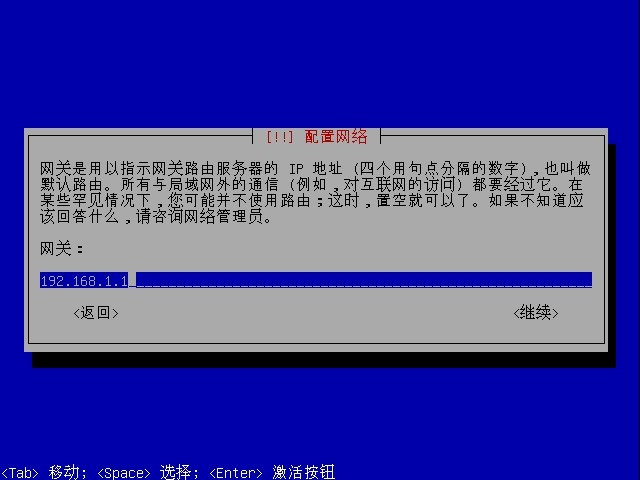 [!!] 配置网络
网关是用以指示网关路由服务器的 IP 地址 (四个用句点分隔的数字),也叫做
默认路由。所有与局域网外的通信 (例如,对互联网的访问) 都要经过它。在
某些罕见情况下,您可能并不使用路由;这时,置空就可以了。如果不知道应
该回答什么,请咨询网络管理员。
网关:
192.168.1.1
<返回> <继续>
<Tab> 移动; <Space> 选择; <Enter> 激活按钮